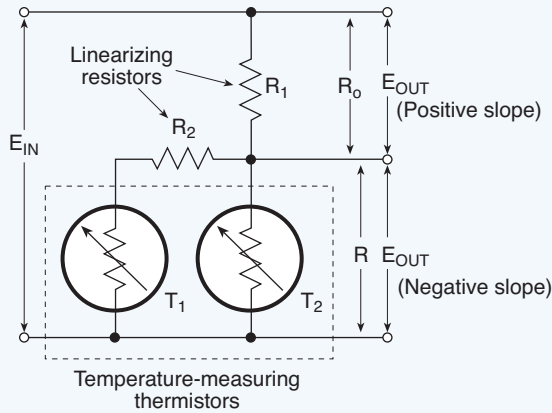 Linearizing
resistors
R1
Ro
EOUT
(Positive slope)
R2
EIN
T1
T2
R
EOUT
(Negative slope)
Temperature-measuring
thermistors